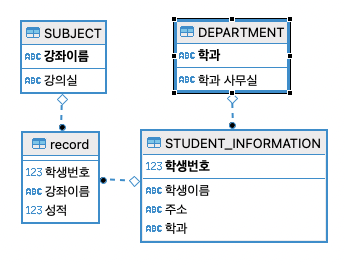 SUBJECT
ABC 강좌이름
ABC 강의실
DEPARTMENT
ABC 학과
ABC 학과 사무실
record
123 학생번호
ABC 강좌이름
123 성적
STUDENT_INFORMATION
123 학생번호
ABC 학생이름
ABC 주소
ABC 학과